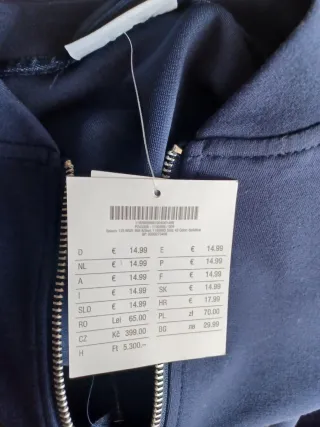 D € 14.99 E € 14.99
NL € 14.99 P € 14.99
A € 14.99 F € 14.99
I € 14.99 SK € 14.99
SLO € 14.99 HR € 17.99
RO Lei 65.00 PL zł 70.00
CZ Kč 399.00 BG лв 29.99
H Ft 5.300,–